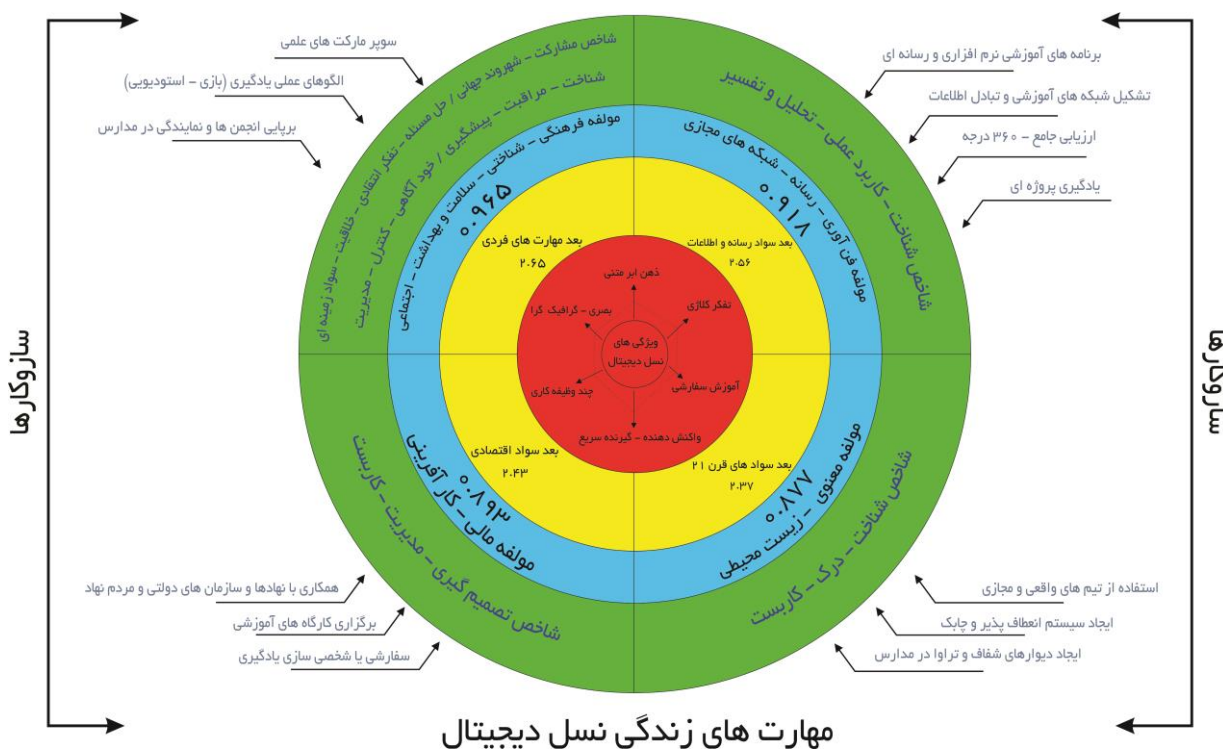 سوپر مارکت های علمی
الگوهای عملی یادگیری (بازی - استودیویی)
برپایی انجمن ها و نمایندگی در مدارس
برنامه های آموزشی نرم افزاری و رسانه ای
تشکیل شبکه های آموزشی و تبادل اطلاعات
ارزیابی جامع - ۳۶۰ درجه
یادگیری پروژه ای
سازوکارها
سازوکارها
شاخص مشارکت - شهروند جهانی / حل مسئله - تفکر انتقادی - خلاقیت - سواد زمینه ای
شناخت - مراقبت - پیشگیری / خود آگاهی - کنترل - مدیریت
شاخص شناخت - کاربرد عملی - تحلیل و تفسیر
مولفه فرهنگی - شناختی - سلامت و بهداشت - اجتماعی
۰.۹۶۵
مولفه فن آوری - رسانه - شبکه های مجازی
۰.۹۱۸
بعد مهارت های فردی
۲.۶۵
بعد سواد رسانه و اطلاعات
۲.۵۶
ذهن ابر متنی
تفکر کلاژی
بصری - گرافیک گرا
ویژگی های
نسل دیجیتال
آموزش سفارشی
چند وظیفه کاری
واکنش دهنده - گیرنده سریع
بعد سواد اقتصادی
۲.۴۳
بعد سواد های قرن ۲۱
۲.۳۷
۰.۸۹۳
مولفه مالی - کار آفرینی
۰.۸۷۷
مولفه معنوی - زیست محیطی
شاخص تصمیم گیری - مدیریت - کاربست
شاخص شناخت - درک - کاربست
همکاری با نهادها و سازمان های دولتی و مردم نهاد
برگزاری کارگاه های آموزشی
سفارشی یا شخصی سازی یادگیری
استفاده از تیم های واقعی و مجازی
ایجاد سیستم انعطاف پذیر و چابک
ایجاد دیوارهای شفاف و تراوا در مدارس
مهارت های زندگی نسل دیجیتال